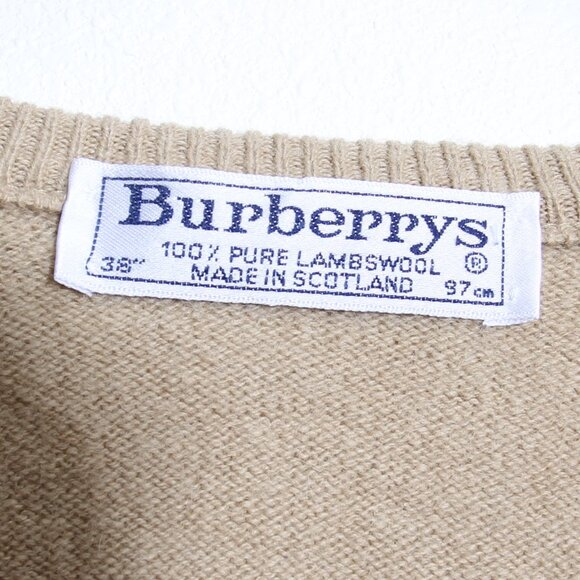 Burberrys
100% PURE LAMBSWOOL ®
38" MADE IN SCOTLAND 97cm